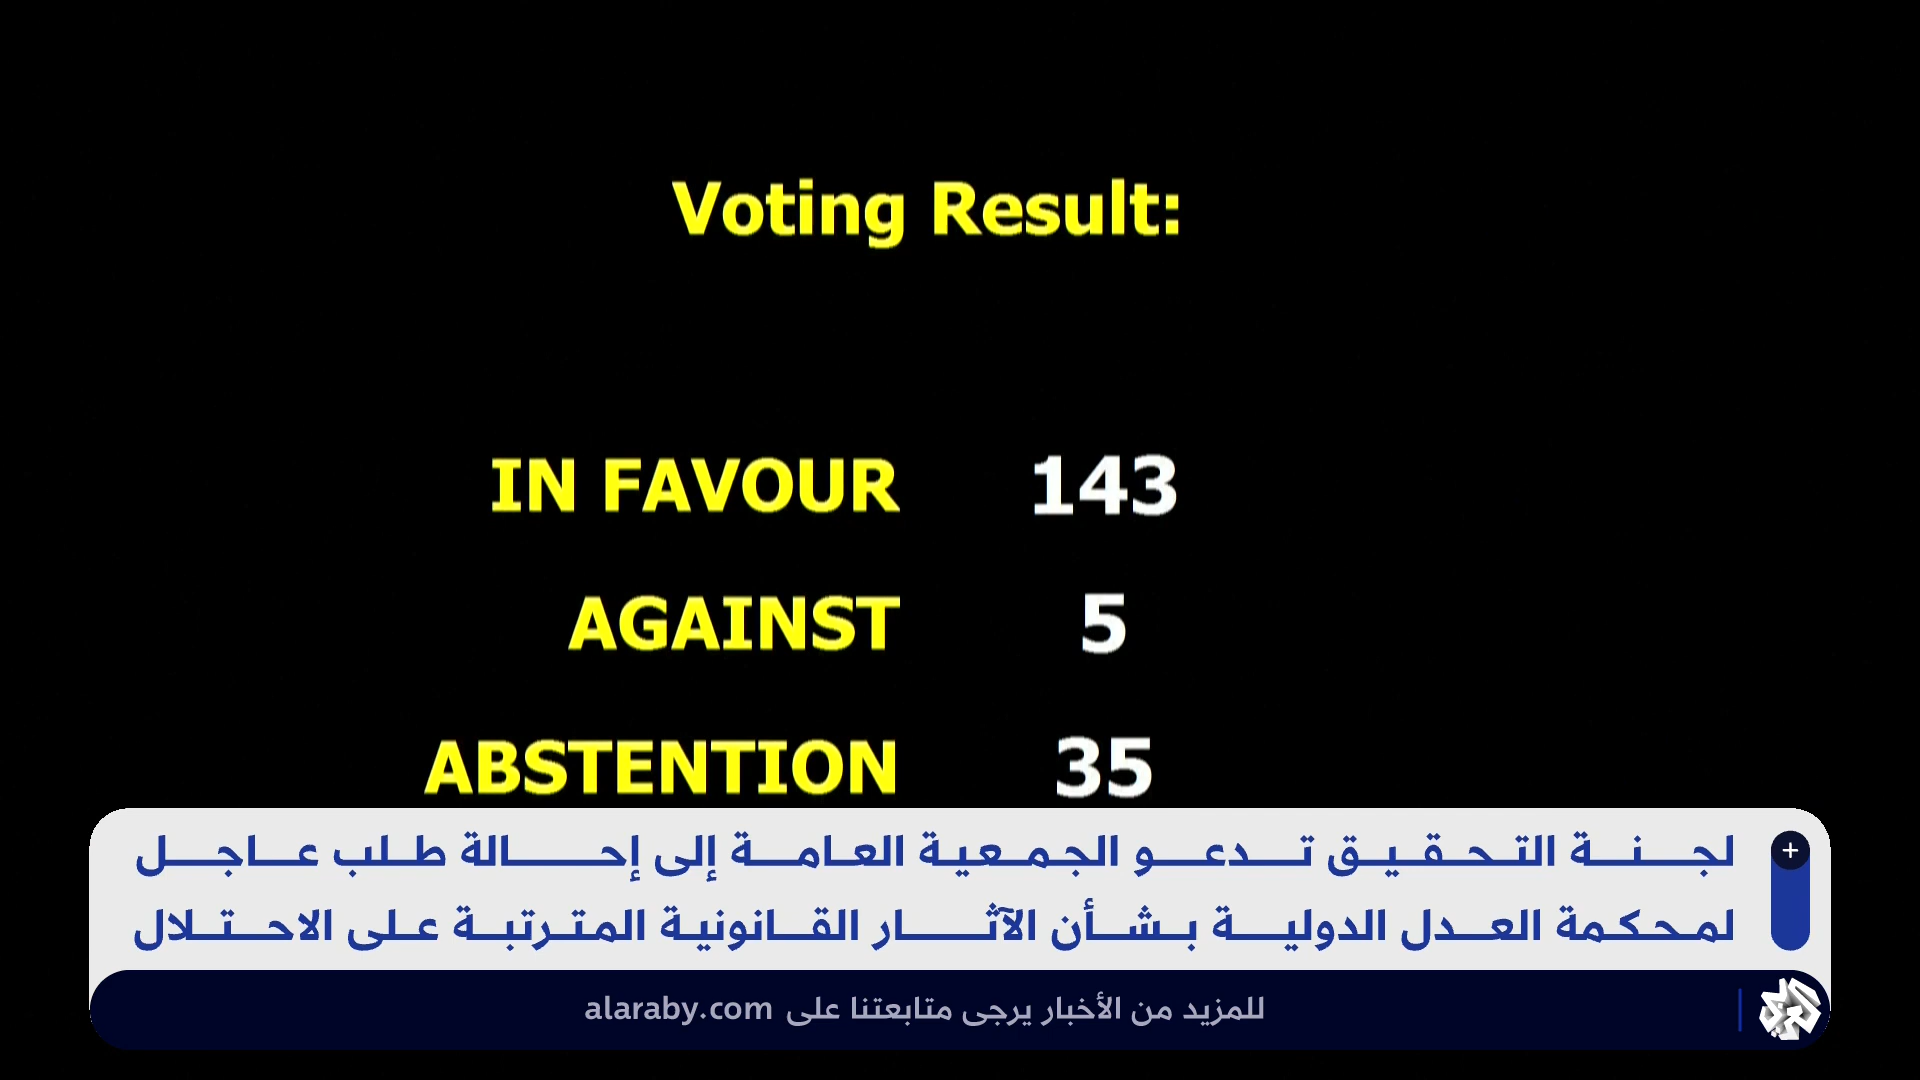 Voting Result:
IN FAVOUR 143
AGAINST 5
ABSTENTION 35
لجنة التحقيق تدعو الجمعية العامة إلى إحالة طلب عاجل
لمحكمة العدل الدولية بشأن الآثار القانونية المترتبة على الاحتلال
للمزيد من الأخبار يرجى متابعتنا على alaraby.com